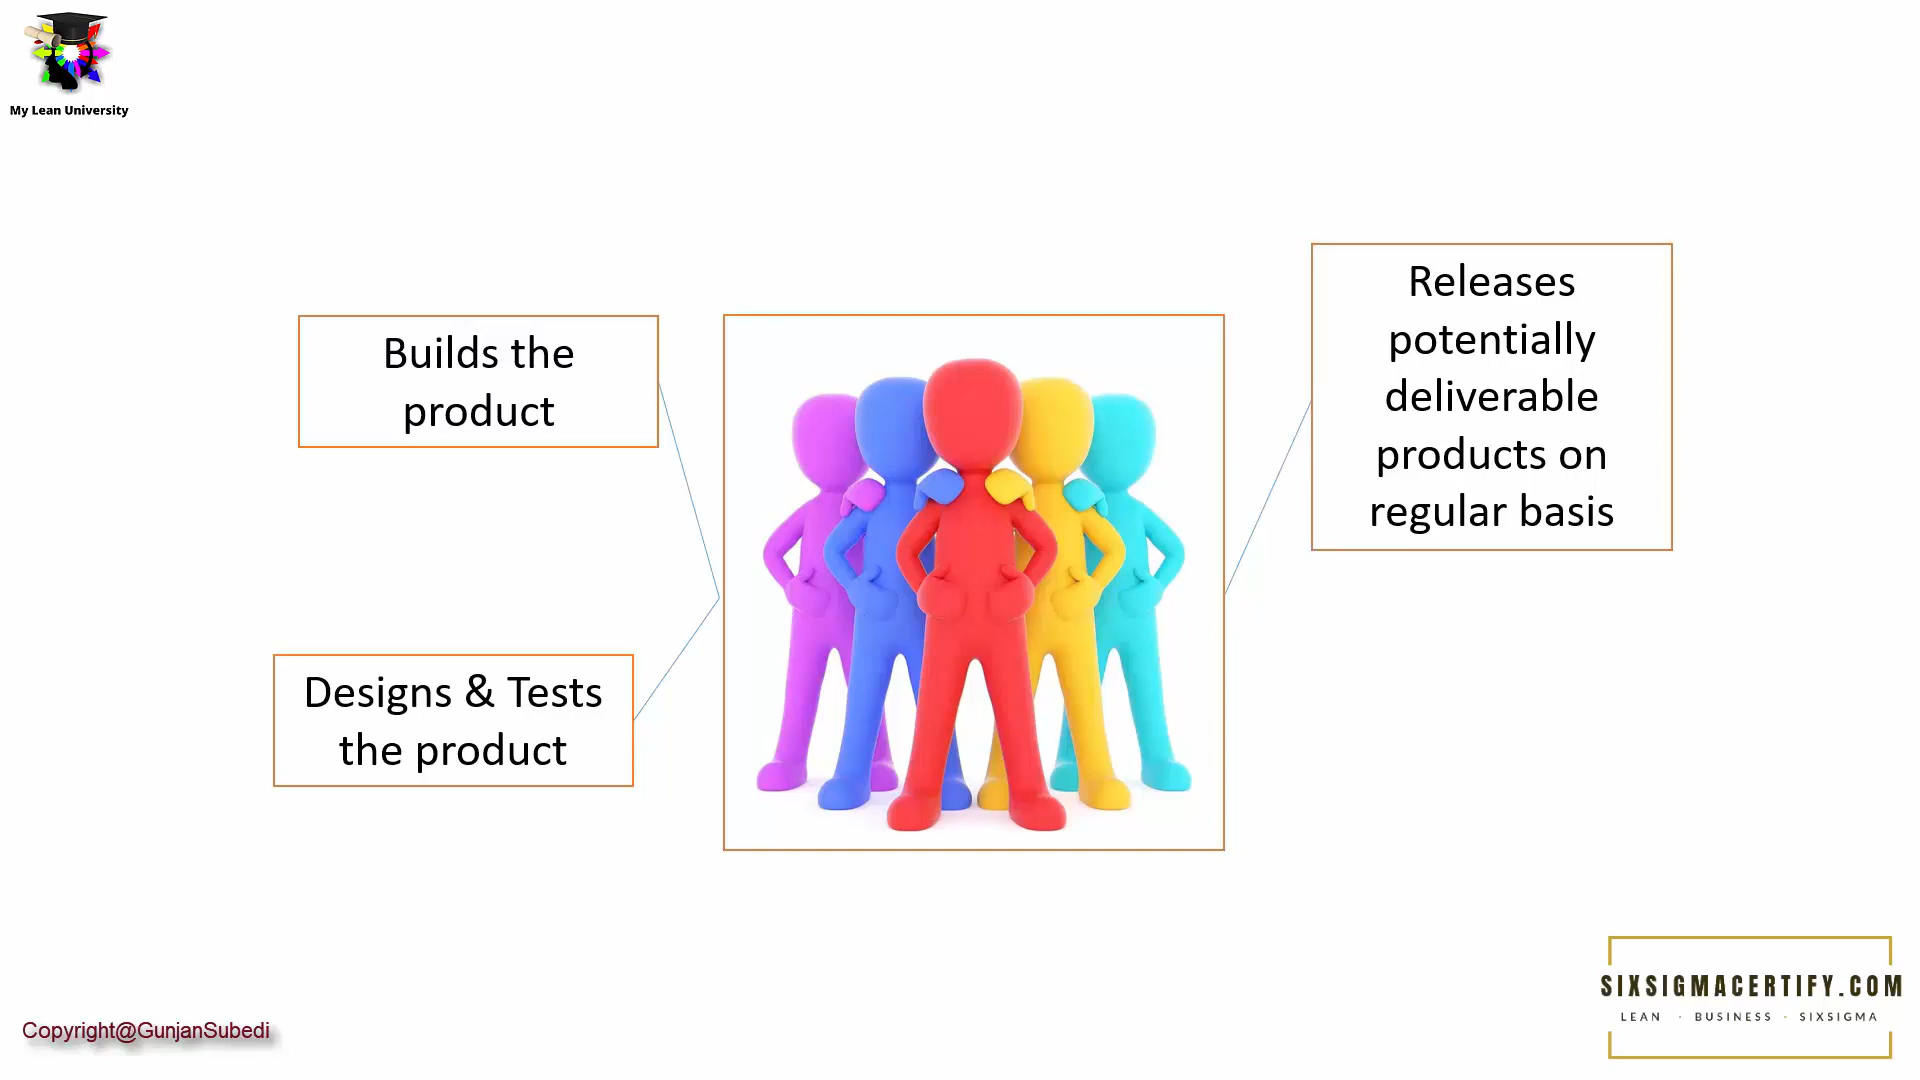 My Lean University
Builds the
product
Designs & Tests
the product
Releases
potentially
deliverable
products on
regular basis
Copyright@GunjanSubedi
SIXSIGMACERTIFY.COM
LEAN · BUSINESS · SIXSIGMA